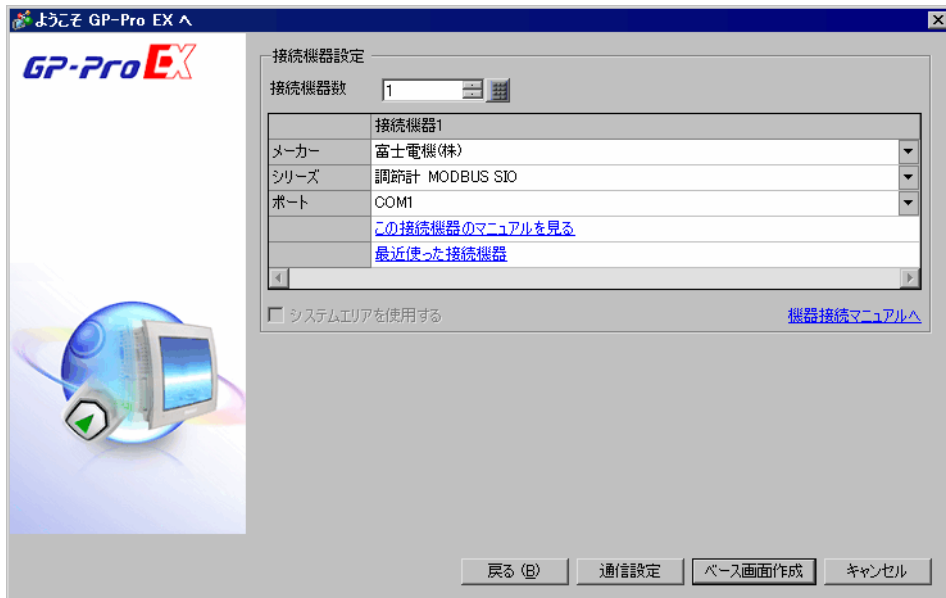 ようこそ GP-Pro EX へ
GP-Pro EX
接続機器設定
接続機器数 1
接続機器1
メーカー 富士電機(株)
シリーズ 調節計 MODBUS SIO
ポート COM1
この接続機器のマニュアルを見る
最近使った接続機器
システムエリアを使用する 機器接続マニュアルへ
戻る (B) 通信設定 ベース画面作成 キャンセル